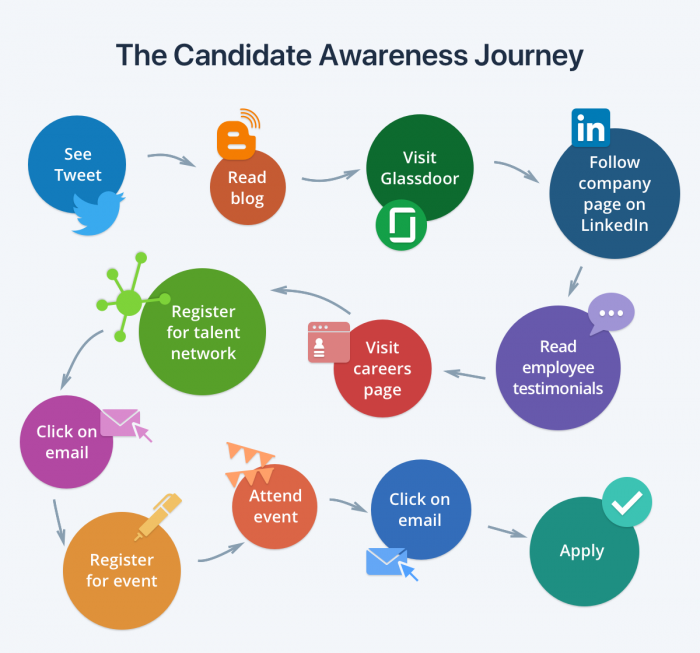 The Candidate Awareness Journey
See
Tweet
Read
blog
Visit
Glassdoor
in
Follow
company
page on
LinkedIn
Read
employee
testimonials
Visit
careers
page
Register
for talent
network
Click on
email
Register
for event
Attend
event
Click on
email
Apply